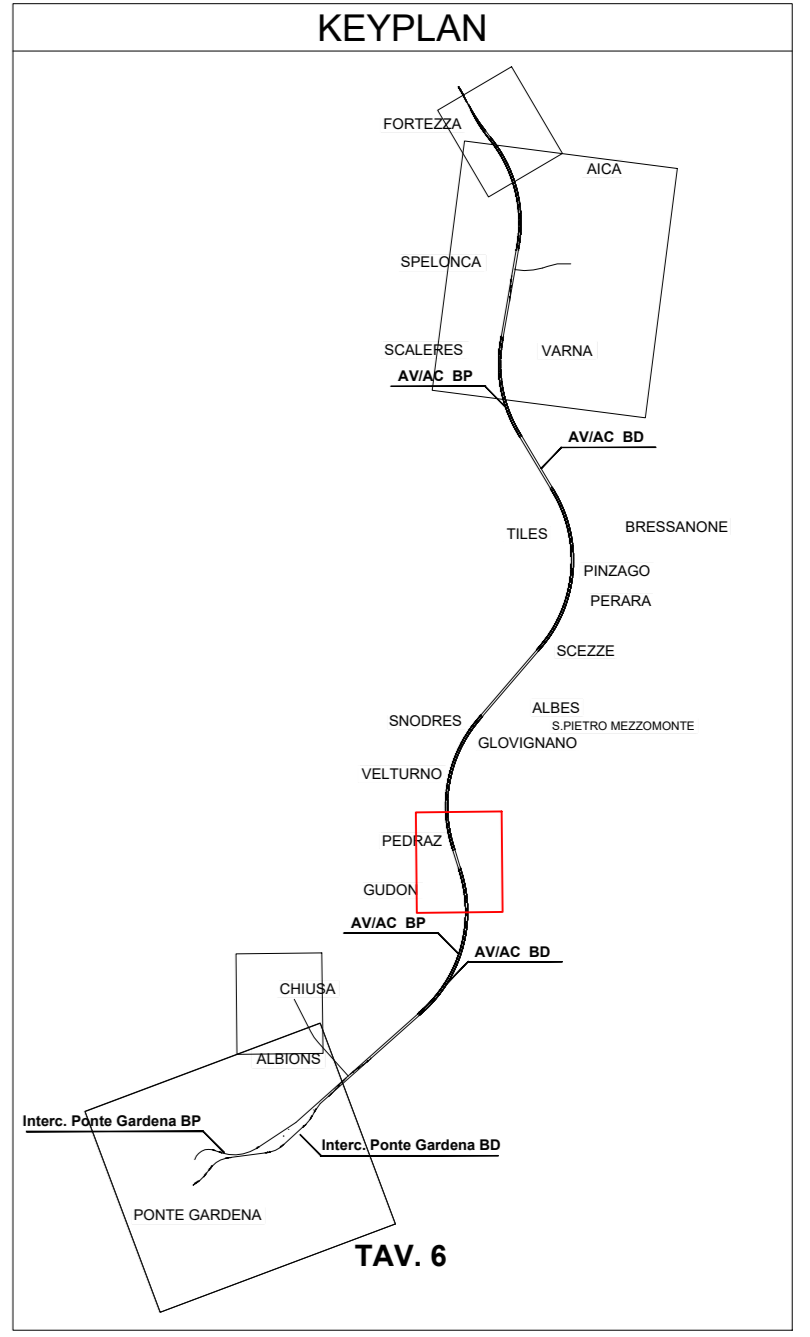 KEYPLAN
FORTEZZA
AICA
SPELONCA
SCALERES
VARNA
AV/AC BP
AV/AC BD
TILES
BRESSANONE
PINZAGO
PERARA
SCEZZE
ALBES
SNODRES
S.PIETRO MEZZOMONTE
GLOVIGNANO
VELTURNO
PEDRAZ
GUDON
AV/AC BP
AV/AC BD
CHIUSA
ALBIONS
Interc. Ponte Gardena BP
Interc. Ponte Gardena BD
PONTE GARDENA
TAV. 6